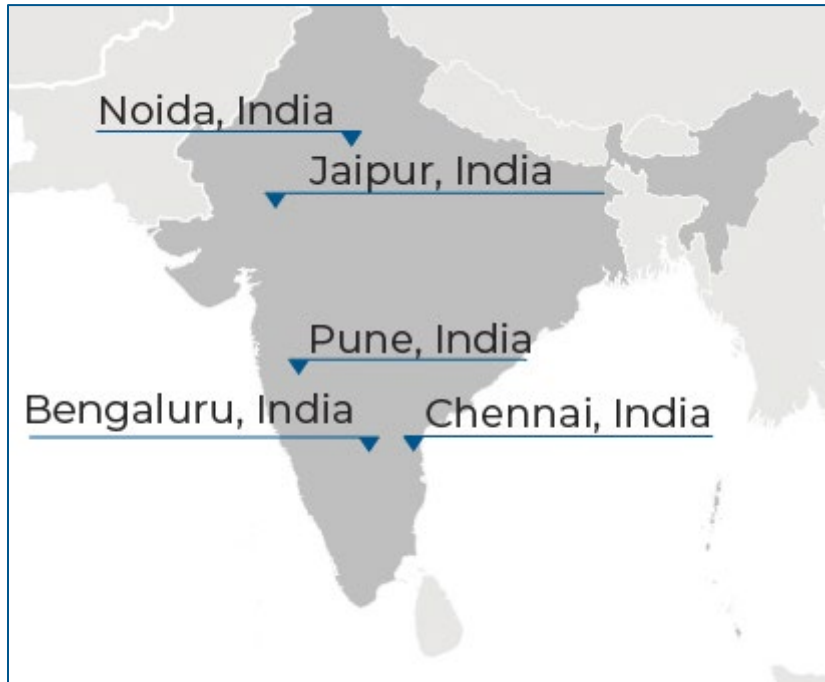 Noida, India
Jaipur, India
Pune, India
Bengaluru, India
Chennai, India